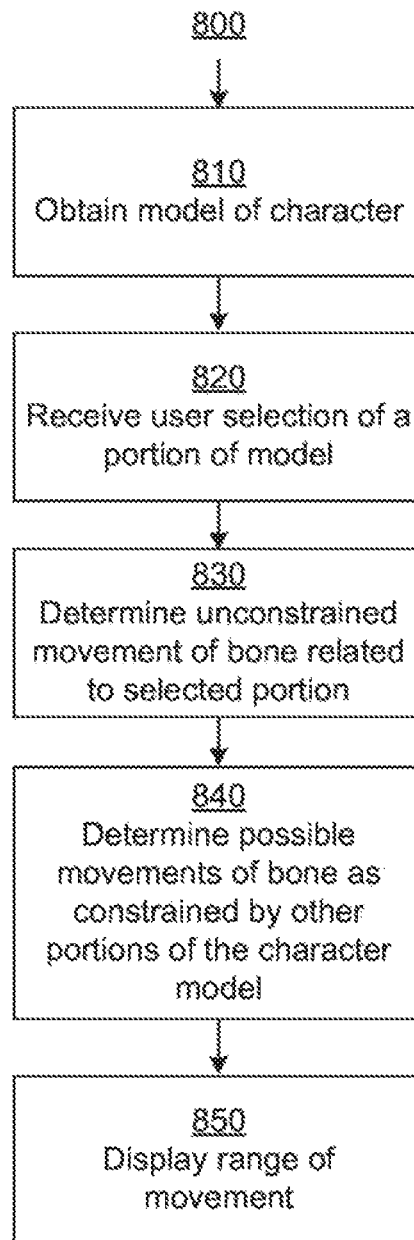 800
810
Obtain model of character
820
Receive user selection of a
portion of model
830
Determine unconstrained
movement of bone related
to selected portion
840
Determine possible
movements of bone as
constrained by other
portions of the character
model
850
Display range of
movement